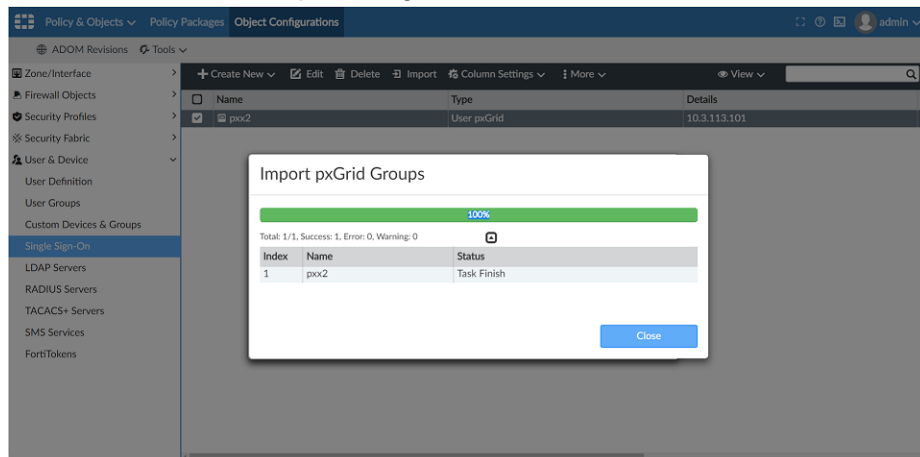 Policy & Objects Policy Packages Object Configurations admin
ADOM Revisions Tools
Zone/Interface
Create New Edit Delete Import Column Settings More View
Firewall Objects
Name Type Details
Security Profiles
pxx2 User pxGrid 10.3.113.101
Security Fabric
User & Device
User Definition
User Groups
Custom Devices & Groups
Single Sign-On
LDAP Servers
RADIUS Servers
TACACS+ Servers
SMS Services
FortiTokens
Import pxGrid Groups
100%
Total: 1/1, Success: 1, Error: 0, Warning: 0
Index Name Status
1 pxx2 Task Finish
Close